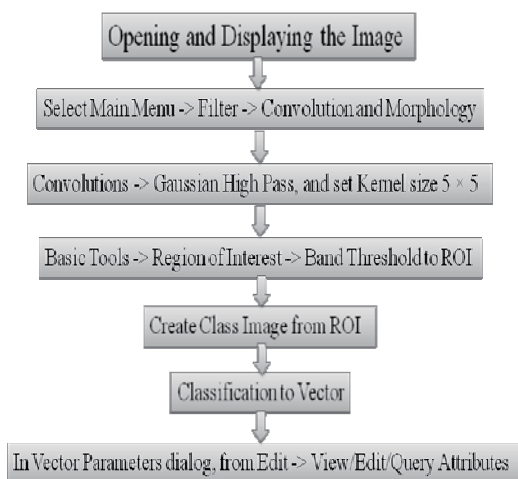 Opening and Displaying the Image
Select Main Menu -> Filter -> Convolution and Morphology
Convolutions -> Gaussian High Pass, and set Kernel size 5 × 5
Basic Tools -> Region of Interest -> Band Threshold to ROI
Create Class Image from ROI
Classification to Vector
In Vector Parameters dialog, from Edit -> View/Edit/Query Attributes